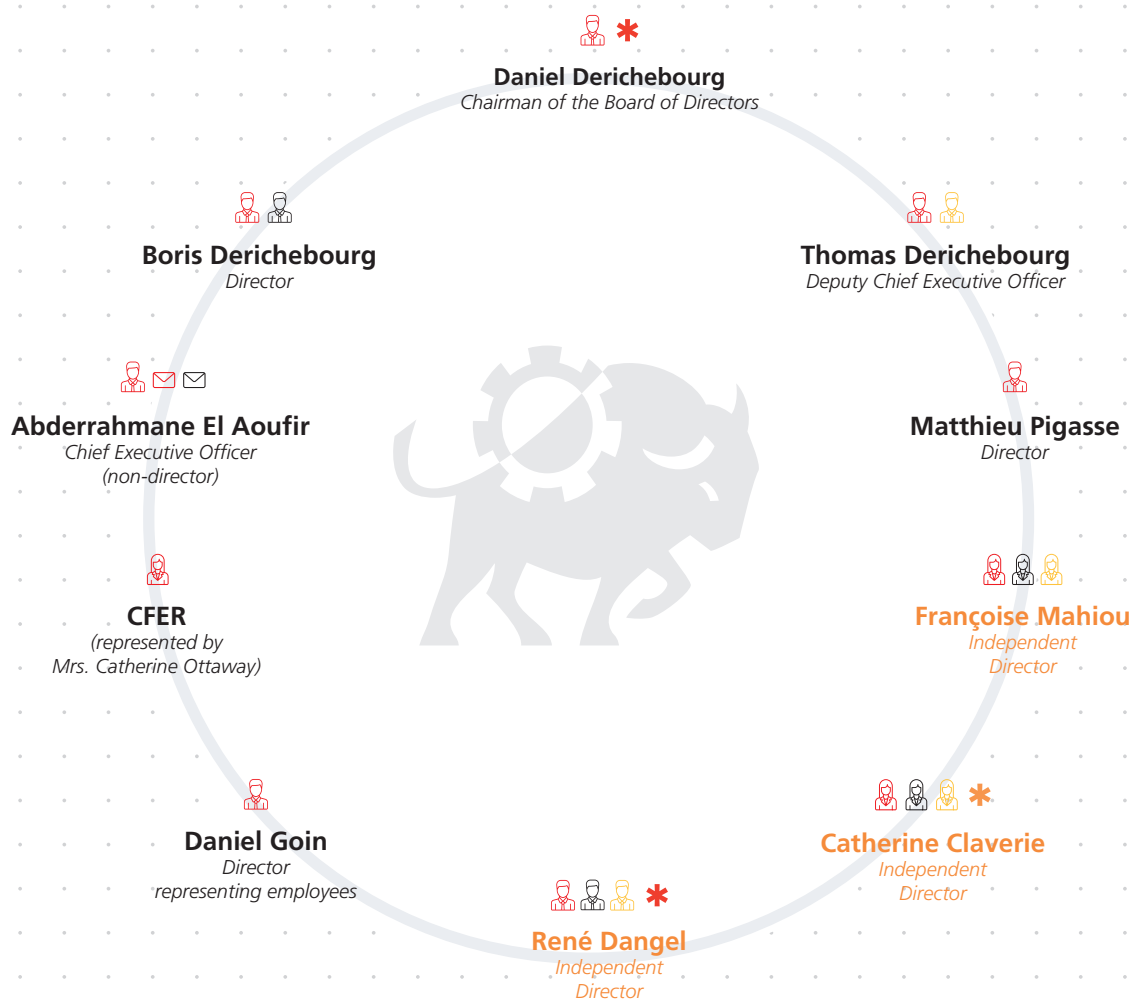 Daniel Derichebourg
Chairman of the Board of Directors
Boris Derichebourg
Director
Thomas Derichebourg
Deputy Chief Executive Officer
Abderrahmane El Aoufir
Chief Executive Officer
(non-director)
Matthieu Pigasse
Director
CFER
(represented by
Mrs. Catherine Ottaway)
Françoise Mahiou
Independent
Director
Daniel Goin
Director
representing employees
Catherine Claverie
Independent
Director
René Dangel
Independent
Director